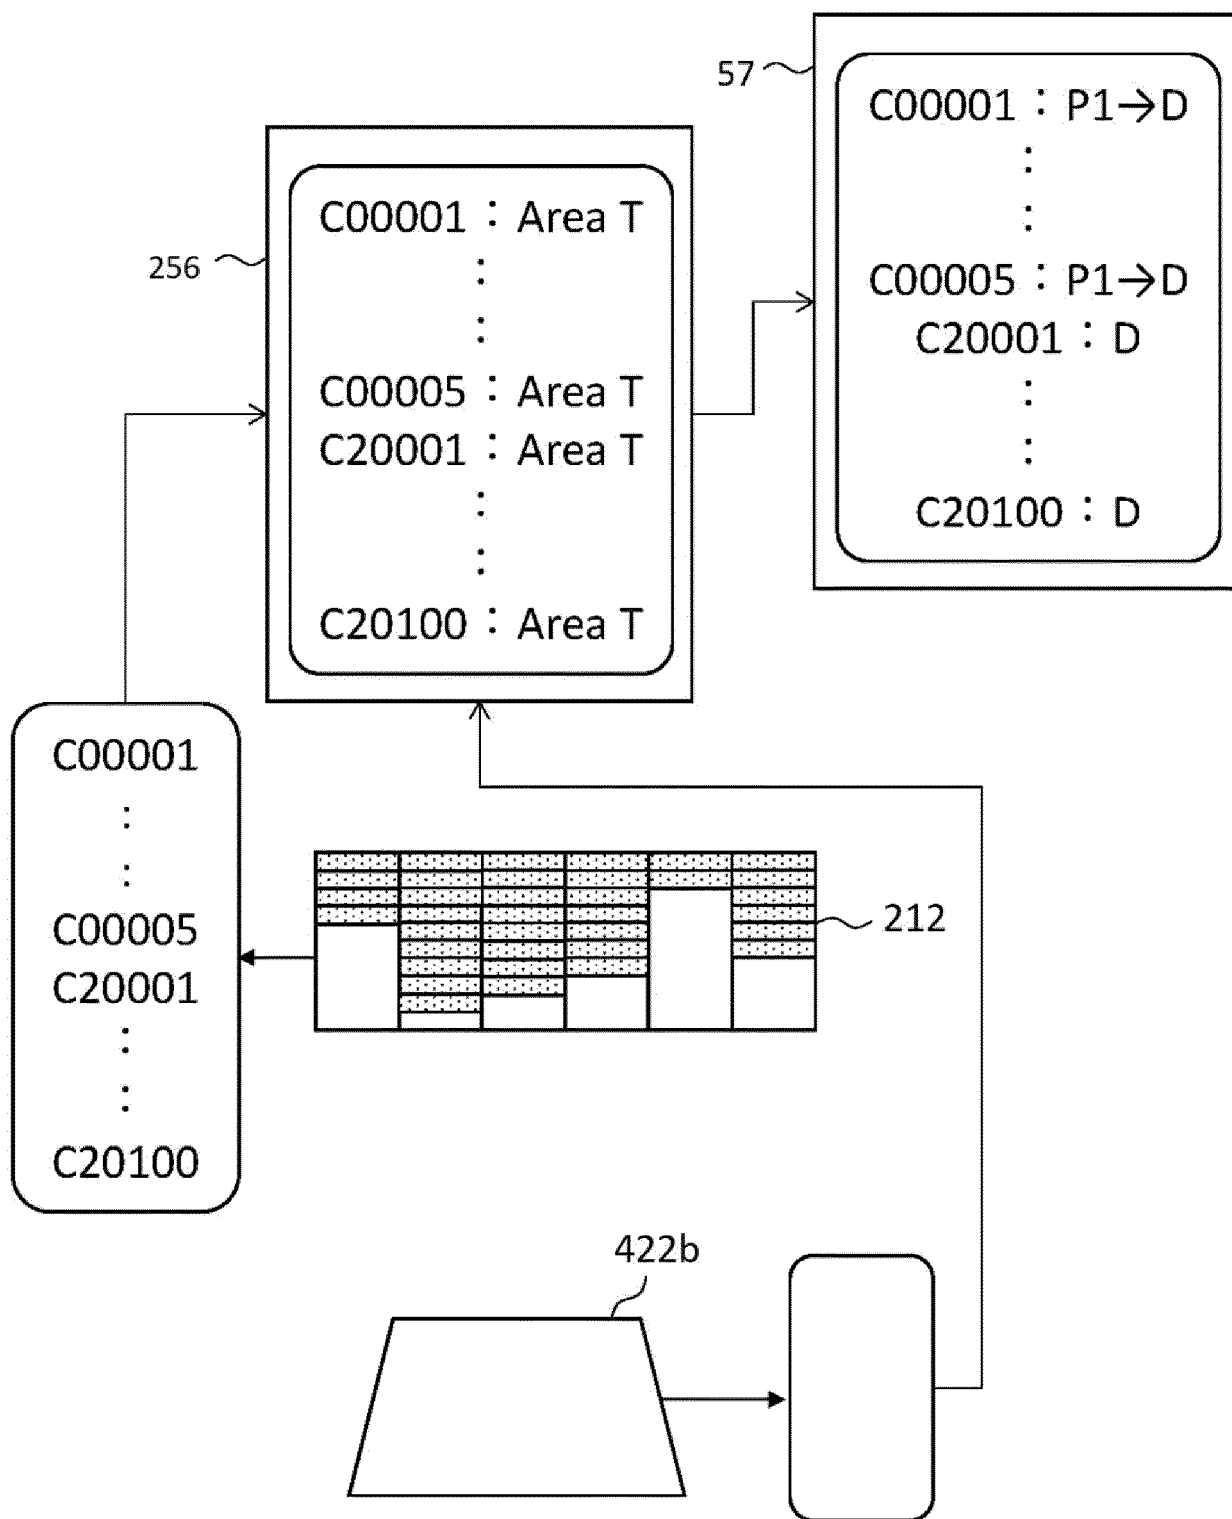 57
C00001 : P1→D
:
:
C00005 : P1→D
C20001 : D
:
:
C20100 : D
256
C00001 : Area T
:
:
C00005 : Area T
C20001 : Area T
:
:
C20100 : Area T
C00001
:
:
C00005
C20001
:
:
C20100
212
422b